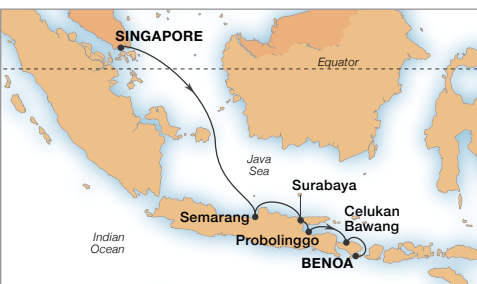 SINGAPORE
Equator
Java
Sea
Surabaya
Semarang
Celukan
Bawang
Probolinggo
Indian
Ocean
BENOA